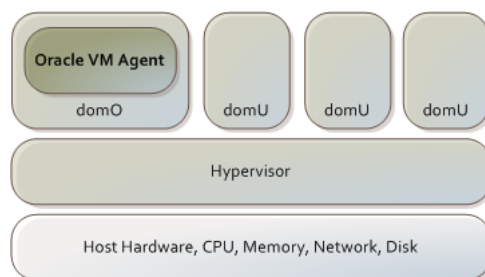 Oracle VM Agent
domO
domU
domU
domU
Hypervisor
Host Hardware, CPU, Memory, Network, Disk